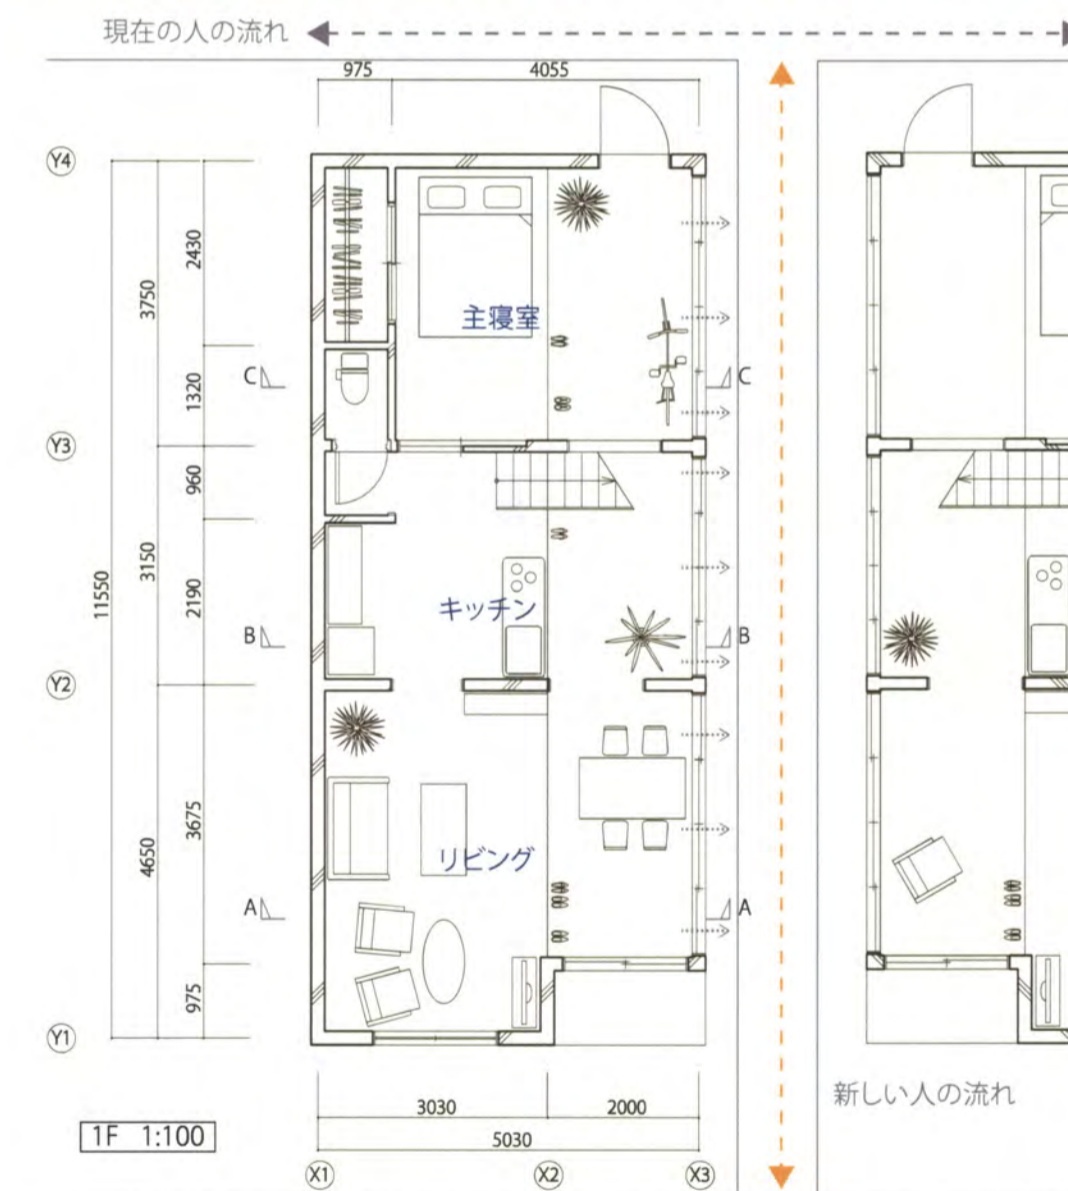 現在の人の流れ
975
4055
Y4
2430
3750
主寝室
1320
C
C
Y3
960
3150
11550
2190
キッチン
B
B
Y2
3675
4650
リビング
A
A
975
Y1
新しい人の流れ
3030
2000
1F 1:100
5030
X1
X2
X3